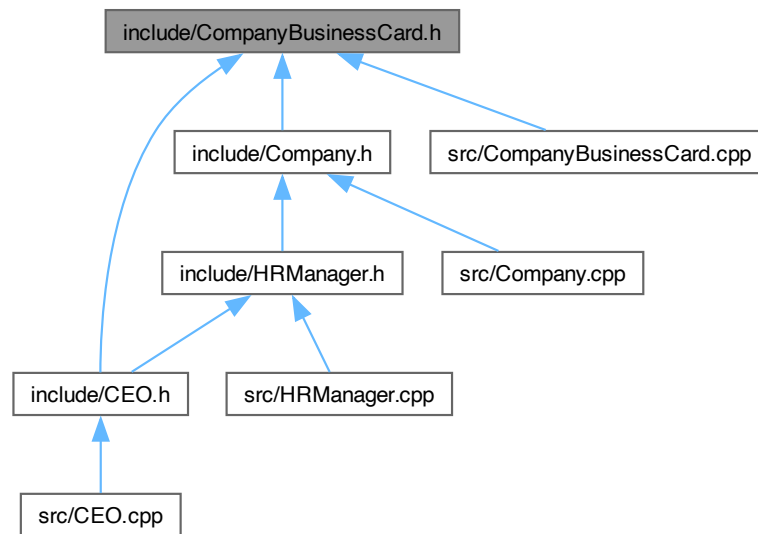 include/CompanyBusinessCard.h
include/Company.h
src/CompanyBusinessCard.cpp
include/HRManager.h
src/Company.cpp
include/CEO.h
src/HRManager.cpp
src/CEO.cpp